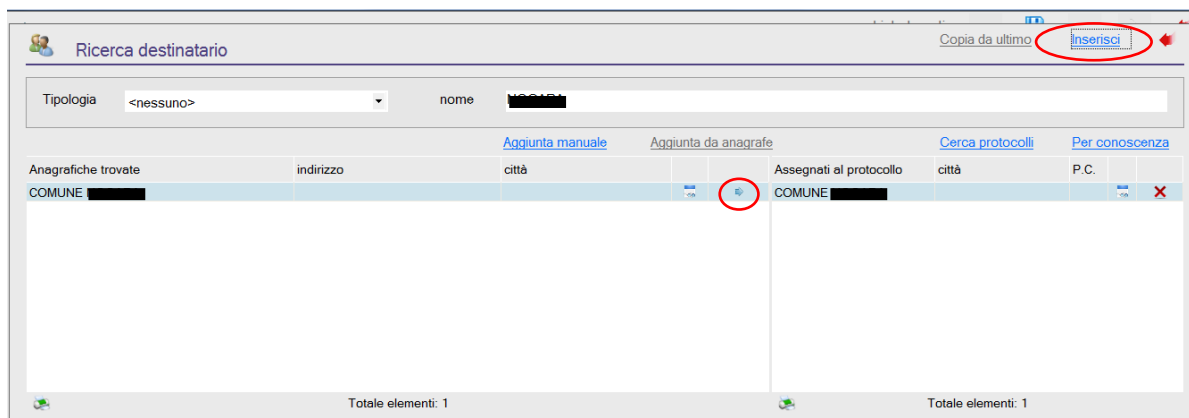 Ricerca destinatario
Copia da ultimo
Inserisci
Tipologia
<nessuno>
nome
Aggiunta manuale
Aggiunta da anagrafe
Cerca protocolli
Per conoscenza
Anagrafiche trovate
indirizzo
città
Assegnati al protocollo
città
P.C.
COMUNE
COMUNE
Totale elementi: 1
Totale elementi: 1